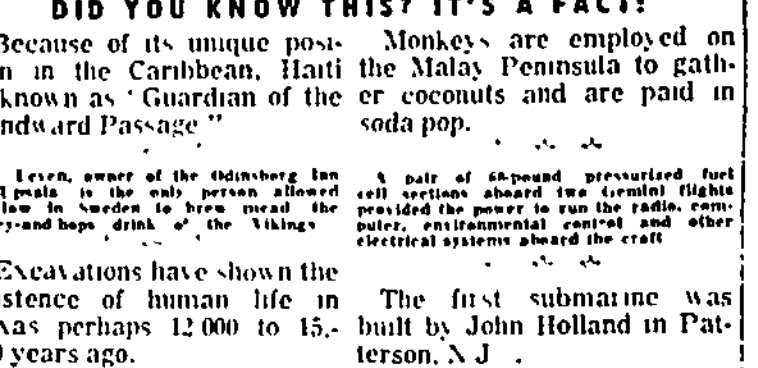 DID YOU KNOW THIS? IT'S A FACT!
Because of its unique posi-
n in the Caribbean, Haiti
known as 'Guardian of the
ndward Passage"
Leven, owner of the Odinsborg Inn
is the only person allowed
law in Sweden to brew mead the
ey-and hops drink of the Vikings
Excavations have shown the
istence of human life in
xas perhaps 12 000 to 15,-
0 years ago.
Monkeys are employed on
the Malay Peninsula to gath-
er coconuts and are paid in
soda pop.
A pair of 68-pound pressurized fuel
cell sections aboard two Gemini flights
provided the power to run the radio, com-
puter, environmental control and other
electrical systems aboard the craft
The first submarine was
built by John Holland in Pat-
terson, N J .